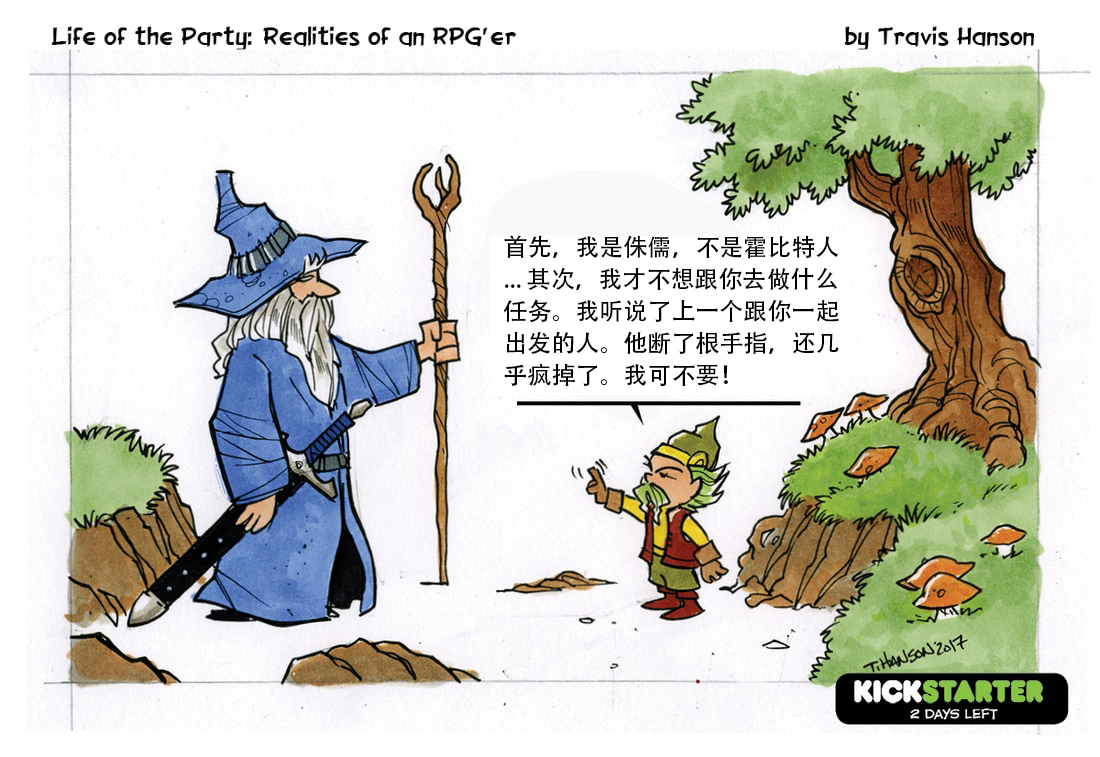 Life of the Party: Realities of an RPG'er
by Travis Hanson
首先，我是侏儒，不是霍比特人
...其次，我才不想跟你去做什么
任务。我听说了上一个跟你一起
出发的人。他断了根手指，还几
乎疯掉了。我可不要！
T.HANSON'2017
KICKSTARTER
2 DAYS LEFT